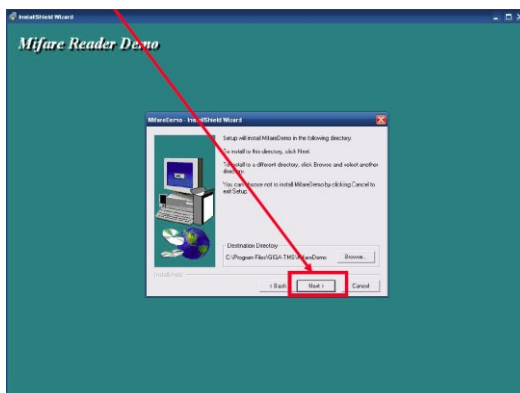 InstallShield Wizard
Mifare Reader Demo
MifareDemo - InstallShield Wizard
Setup will install MifareDemo in the following directory.
To install to this directory, click Next.
To install to a different directory, click Browse and select another
directory.
You can choose not to install MifareDemo by clicking Cancel to
exit Setup.
Destination Directory
C:\Program Files\GIGA-TMS\MifareDemo
Browse...
InstallShield
< Back
Next >
Cancel